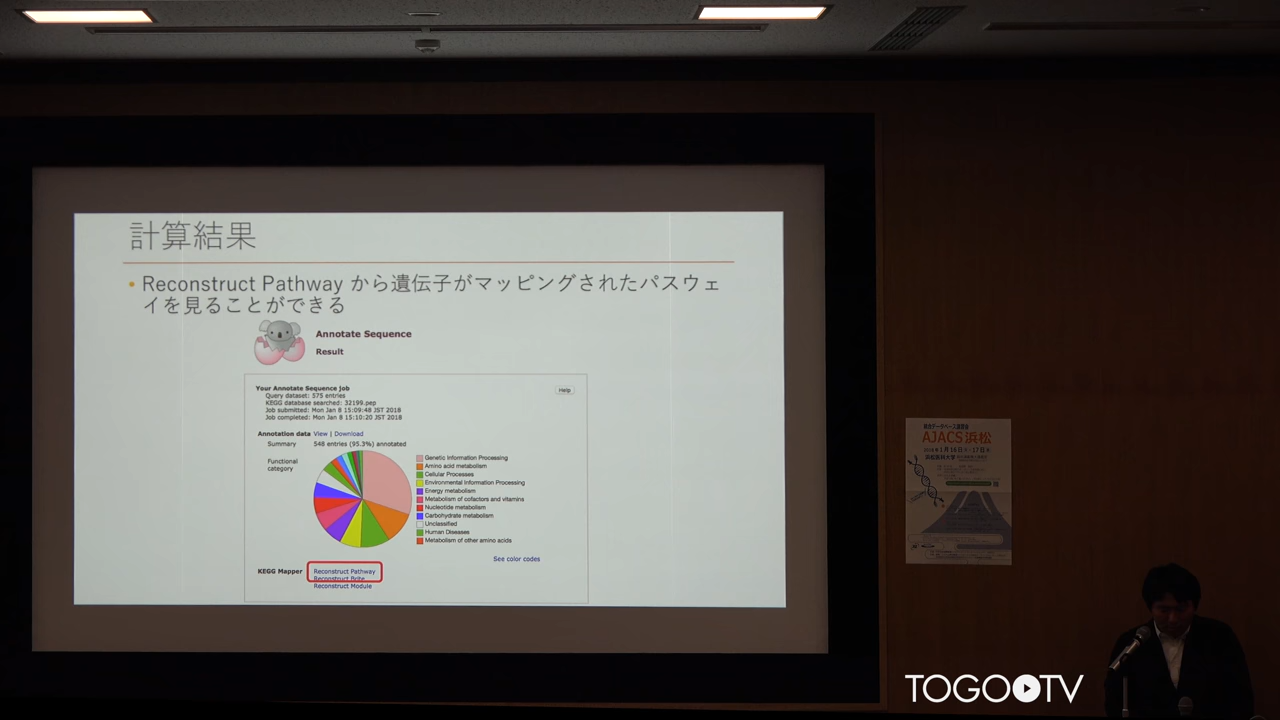 計算結果
• Reconstruct Pathway から遺伝子がマッピングされたパスウェ
イを見ることができる
Annotate Sequence
Result
Your Annotate Sequence job
Help
Query dataset: 575 entries
KEGG database searched: 32199.pep
Job submitted: Mon Jan 8 15:09:48 JST 2018
Job completed: Mon Jan 8 15:10:20 JST 2018
Annotation data View | Download
Summary 548 entries (95.3%) annotated
Functional
category
Genetic Information Processing
Amino acid metabolism
Cellular Processes
Environmental Information Processing
Energy metabolism
Metabolism of cofactors and vitamins
Nucleotide metabolism
Carbohydrate metabolism
Unclassified
Human Diseases
Metabolism of other amino acids
See color codes
KEGG Mapper Reconstruct Pathway
Reconstruct Brite
Reconstruct Module
AJACS浜松
TOGO TV